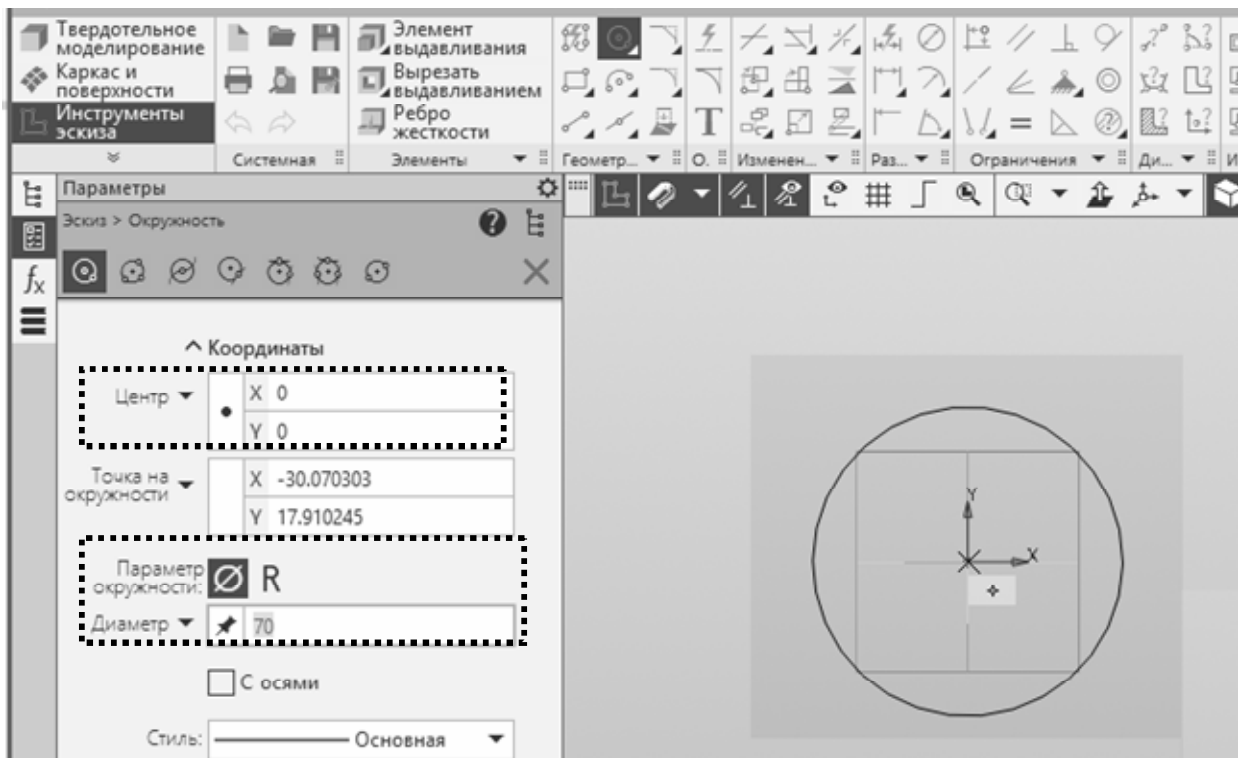 Твердотельное
моделирование
Каркас и
поверхности
Инструменты
эскиза
Системная
Элемент
выдавливания
Вырезать
выдавливанием
Ребро
жесткости
Элементы
Геометр...
О.
Изменен...
Раз...
Ограничения
Ди...
И
Параметры
Эскиз > Окружность
Координаты
Центр
X 0
Y 0
Точка на
окружности
X -30.070303
Y 17.910245
Параметр
окружности:
R
Диаметр
70
С осями
Стиль:
Основная
Y
X